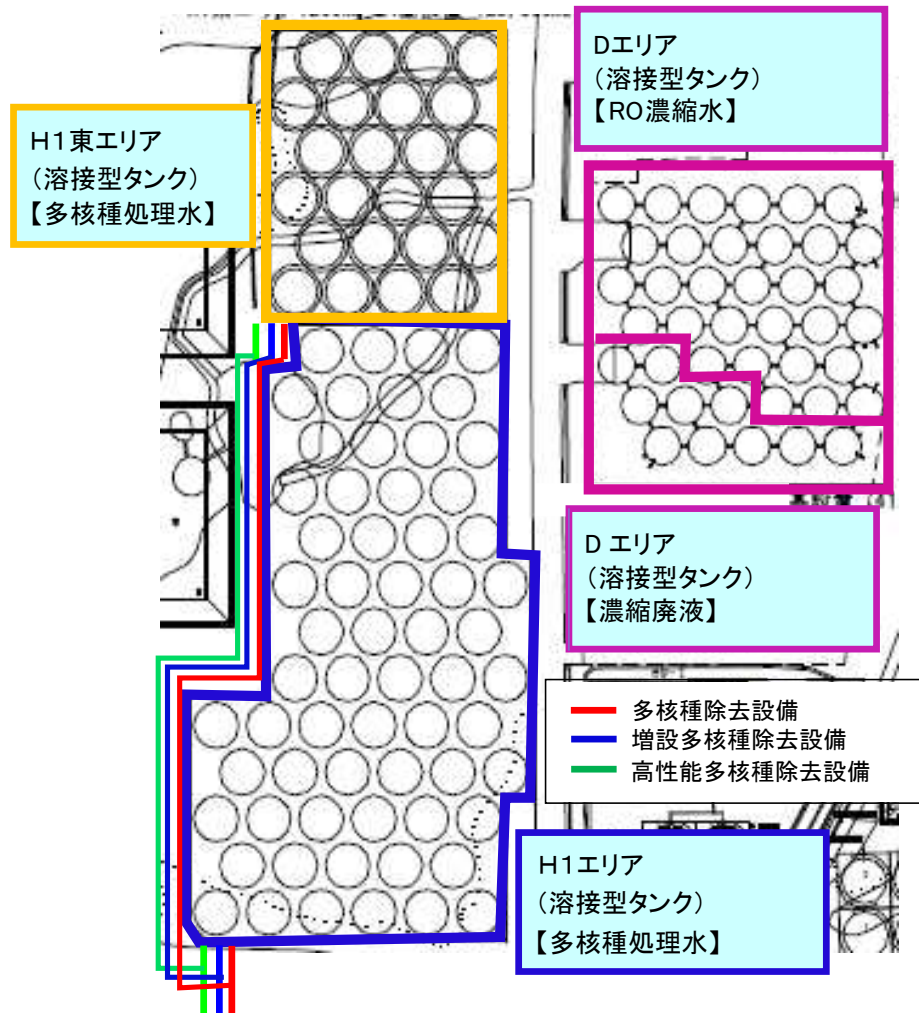 Dエリア
(溶接型タンク)
【RO濃縮水】
H1東エリア
(溶接型タンク)
【多核種処理水】
D エリア
(溶接型タンク)
【濃縮廃液】
多核種除去設備
増設多核種除去設備
高性能多核種除去設備
H1エリア
(溶接型タンク)
【多核種処理水】